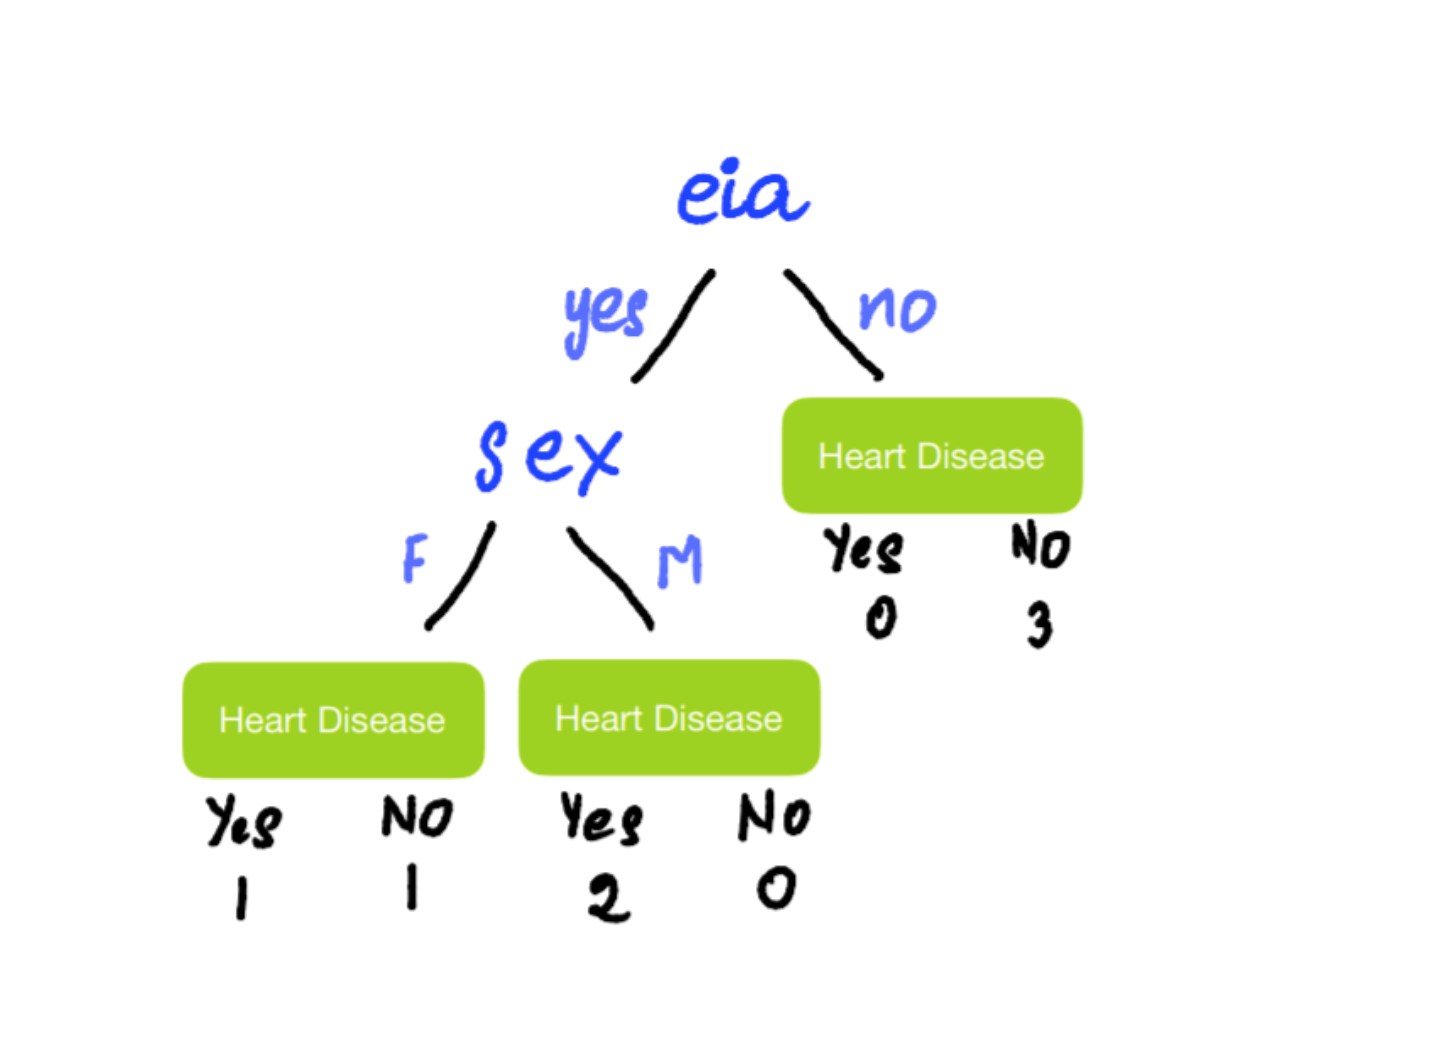 eia
yes no
sex
Heart Disease
Yes No
0 3
F M
Heart Disease Heart Disease
Yes NO Yes No
1 1 2 0